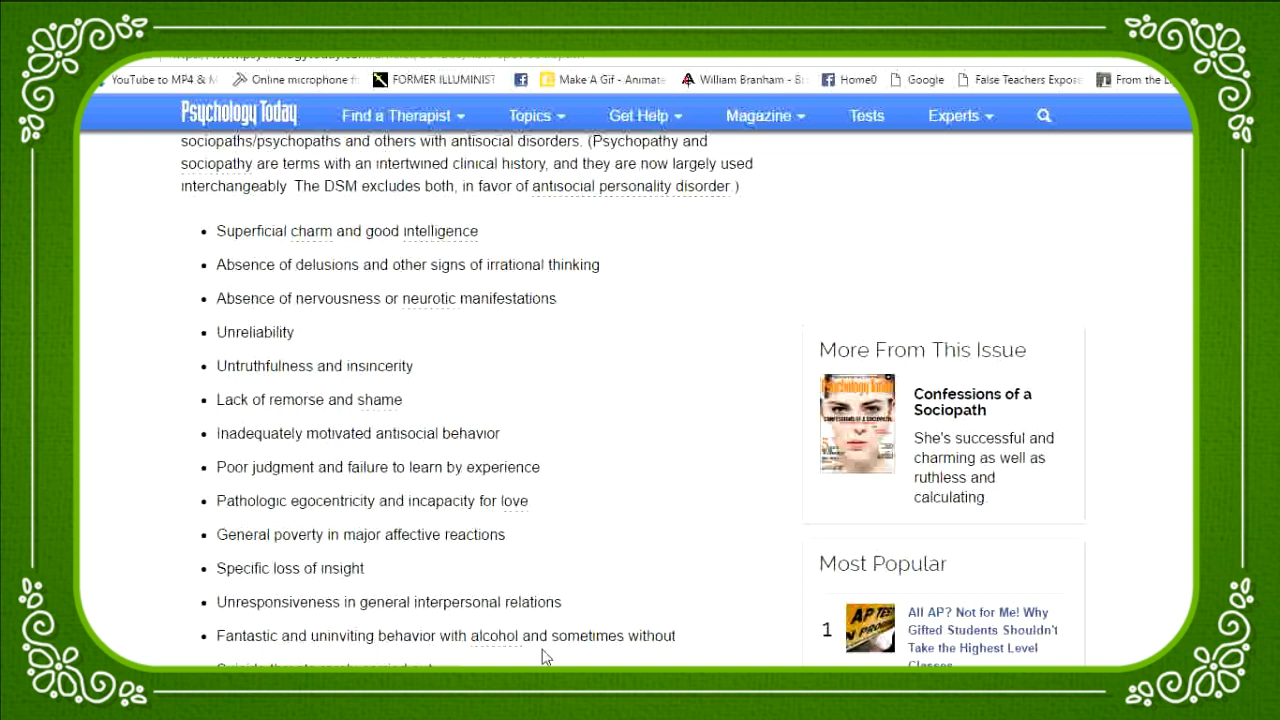 YouTube to MP4 & M
Online microphone f
FORMER ILLUMINIST
Make A Gif - Animate
William Branham - B
Home0
Google
False Teachers Expos
From the L
Psychology Today
Find a Therapist
Topics
Get Help
Magazine
Tests
Experts
sociopaths/psychopaths and others with antisocial disorders. (Psychopathy and
sociopathy are terms with an intertwined clinical history, and they are now largely used
interchangeably The DSM excludes both, in favor of antisocial personality disorder.)
Superficial charm and good intelligence
Absence of delusions and other signs of irrational thinking
Absence of nervousness or neurotic manifestations
Unreliability
Untruthfulness and insincerity
Lack of remorse and shame
Inadequately motivated antisocial behavior
Poor judgment and failure to learn by experience
Pathologic egocentricity and incapacity for love
General poverty in major affective reactions
Specific loss of insight
Unresponsiveness in general interpersonal relations
Fantastic and uninviting behavior with alcohol and sometimes without
More From This Issue
Psychology Today
Confessions of a
Sociopath
She's successful and
charming as well as
ruthless and
calculating.
Most Popular
1
All AP? Not for Me! Why
Gifted Students Shouldn't
Take the Highest Level
Classes